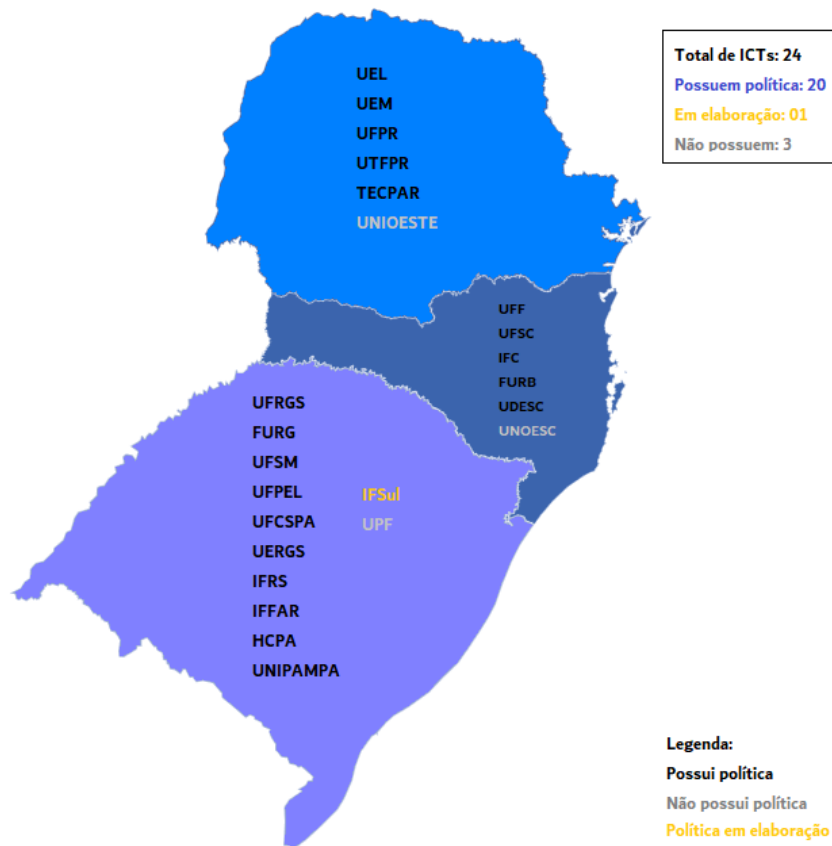 Total de ICTs: 24
Possuem política: 20
Em elaboração: 01
Não possuem: 3
UEL
UEM
UFPR
UTFPR
TECPAR
UNIOESTE
UFF
UFSC
IFC
FURB
UDESC
UNOESC
UFRGS
FURG
UFSM
UFPEL
UFCSPA
UERGS
IFRS
IFFAR
HCPA
UNIPAMPA
IFSul
UPF
Legenda:
Possui política
Não possui política
Política em elaboração